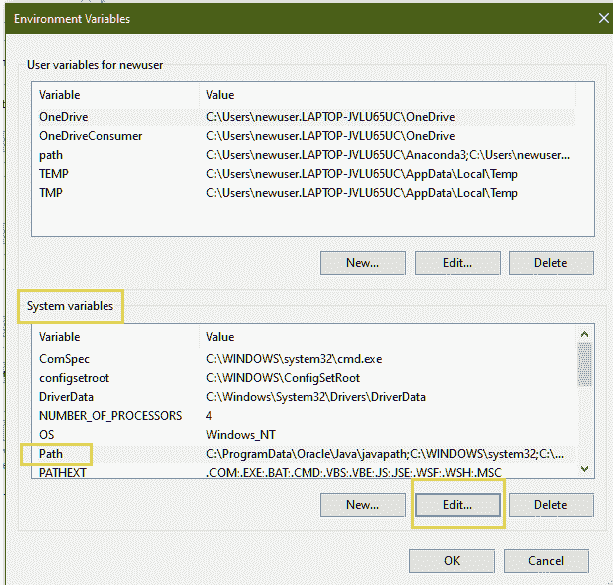 Environment Variables
User variables for newuser
Variable Value
OneDrive C:\Users\newuser.LAPTOP-JVLU65UC\OneDrive
OneDriveConsumer C:\Users\newuser.LAPTOP-JVLU65UC\OneDrive
path C:\Users\newuser.LAPTOP-JVLU65UC\Anaconda3;C:\Users\newuser...
TEMP C:\Users\newuser.LAPTOP-JVLU65UC\AppData\Local\Temp
TMP C:\Users\newuser.LAPTOP-JVLU65UC\AppData\Local\Temp
New... Edit... Delete
System variables
Variable Value
ComSpec C:\WINDOWS\system32\cmd.exe
configsetroot C:\WINDOWS\ConfigSetRoot
DriverData C:\Windows\System32\Drivers\DriverData
NUMBER_OF_PROCESSORS 4
OS Windows_NT
Path C:\ProgramData\Oracle\Java\javapath;C:\WINDOWS\system32;C:\...
PATHEXT .COM;.EXE;.BAT;.CMD;.VBS;.VBE;.JS;.JSE;.WSF;.WSH;.MSC
New... Edit... Delete
OK Cancel